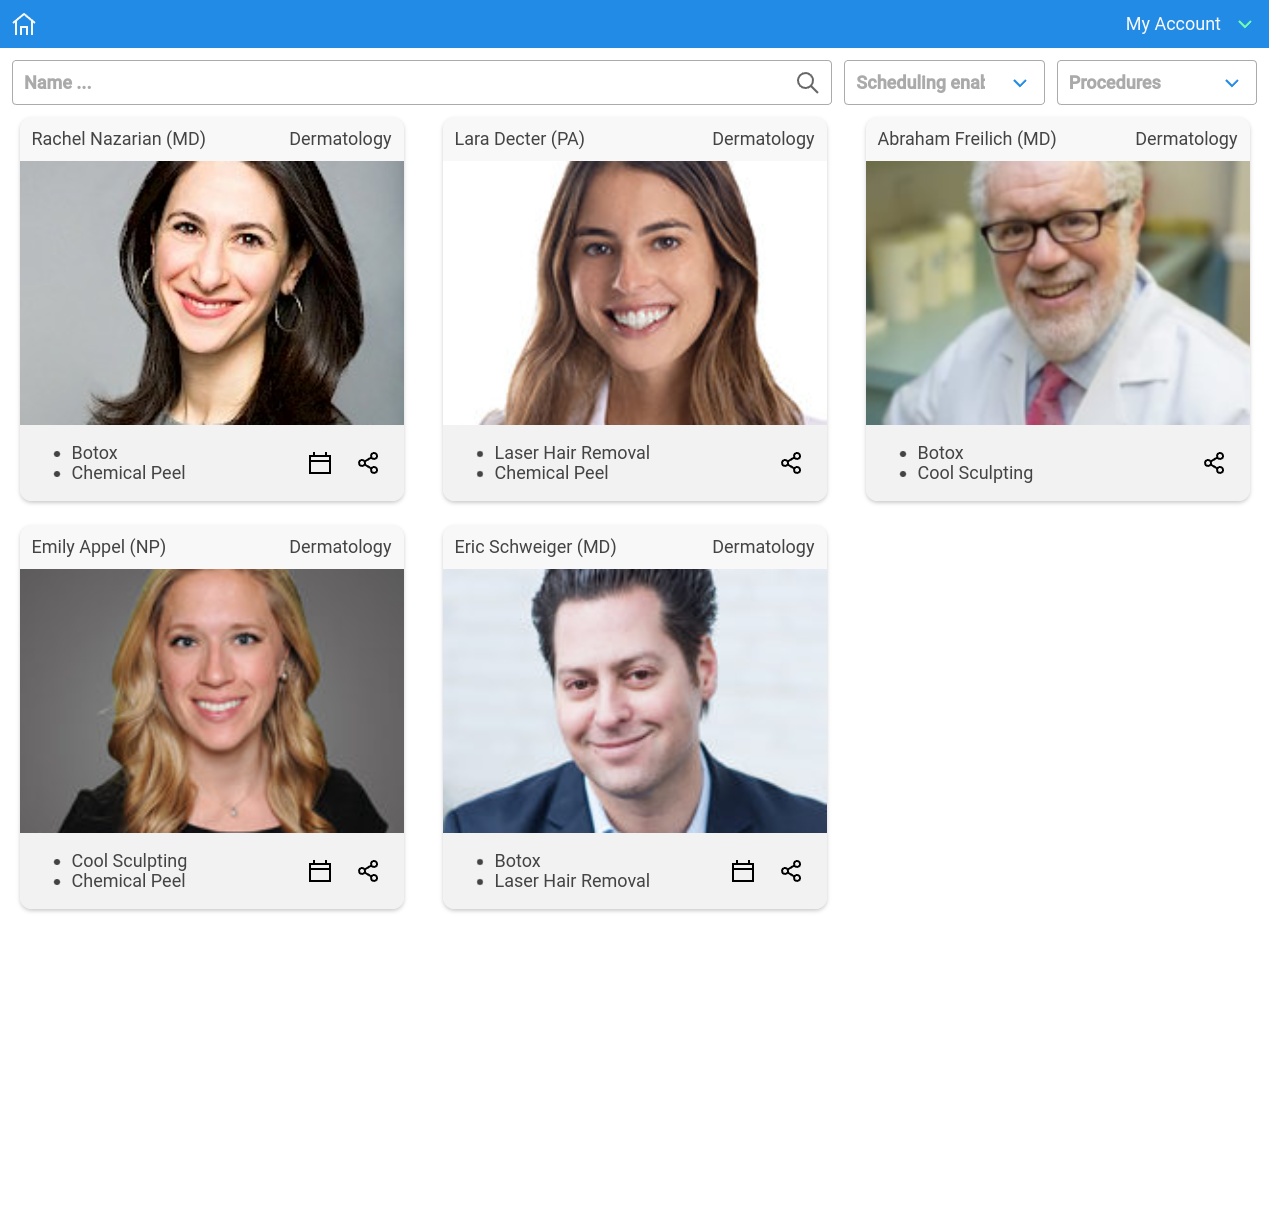 My Account
Name ...
Scheduling enab
Procedures
Rachel Nazarian (MD) Dermatology
Lara Decter (PA) Dermatology
Abraham Freilich (MD) Dermatology
Botox
Chemical Peel
Laser Hair Removal
Chemical Peel
Botox
Cool Sculpting
Emily Appel (NP) Dermatology
Eric Schweiger (MD) Dermatology
Cool Sculpting
Chemical Peel
Botox
Laser Hair Removal